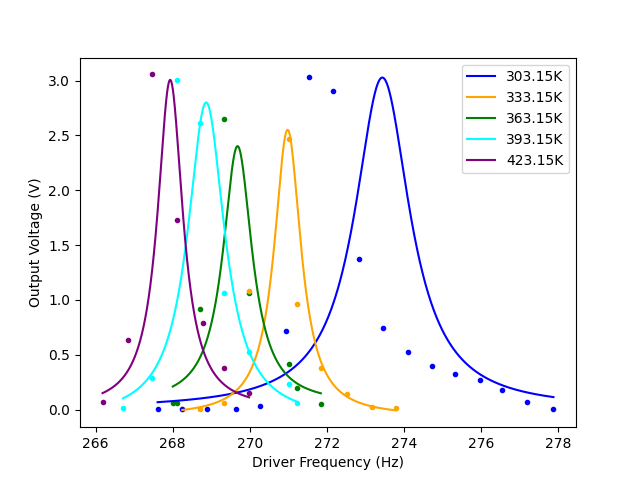 3.0
2.5
2.0
1.5
1.0
0.5
0.0
Output Voltage (V)
303.15K
333.15K
363.15K
393.15K
423.15K
266 268 270 272 274 276 278
Driver Frequency (Hz)